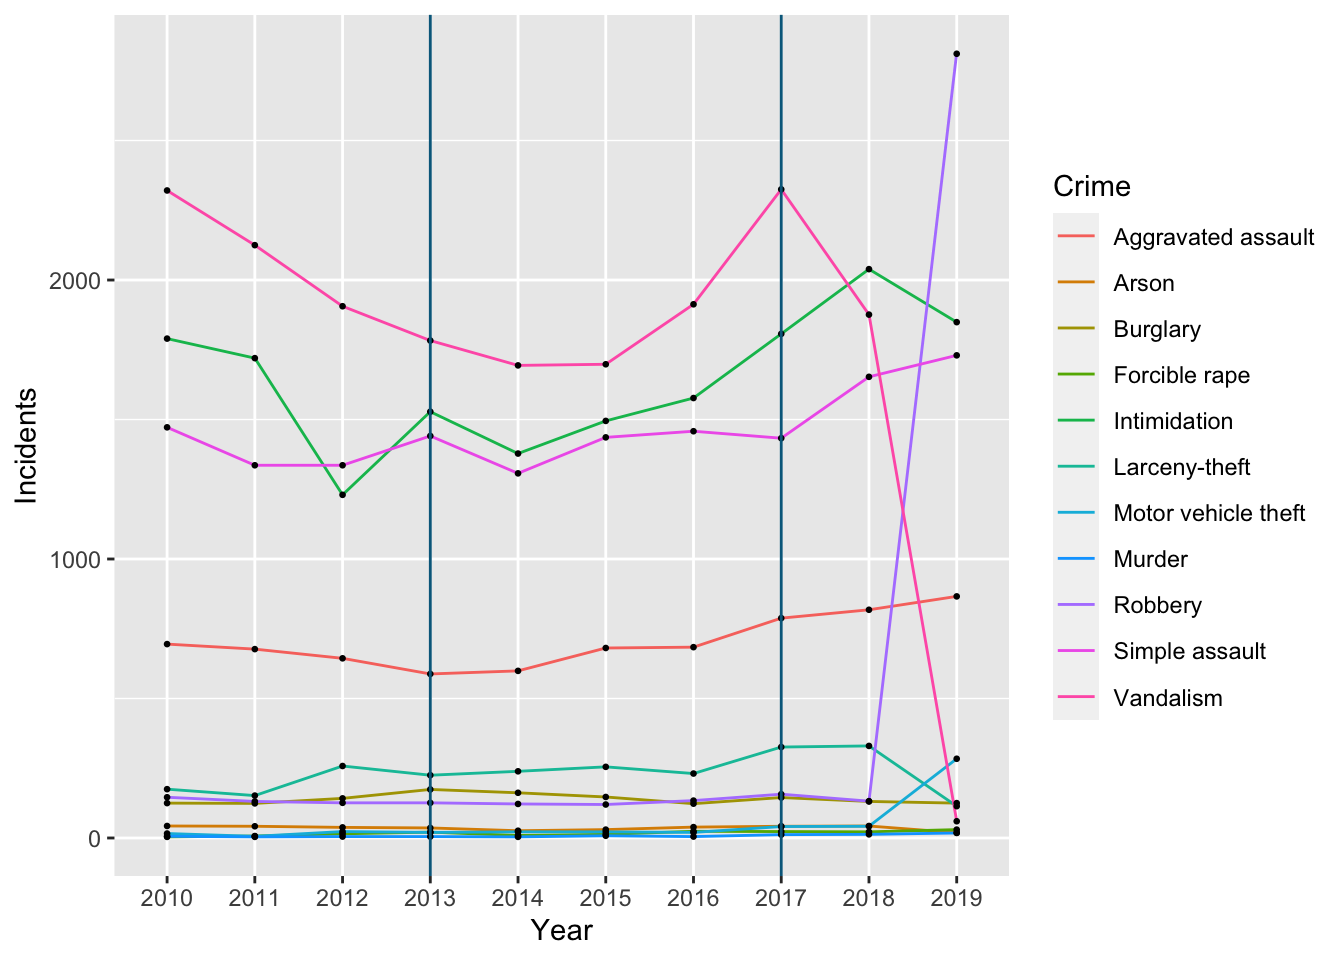 Incidents
2000
1000
0
2010 2011 2012 2013 2014 2015 2016 2017 2018 2019
Year
Crime
Aggravated assault
Arson
Burglary
Forcible rape
Intimidation
Larceny-theft
Motor vehicle theft
Murder
Robbery
Simple assault
Vandalism